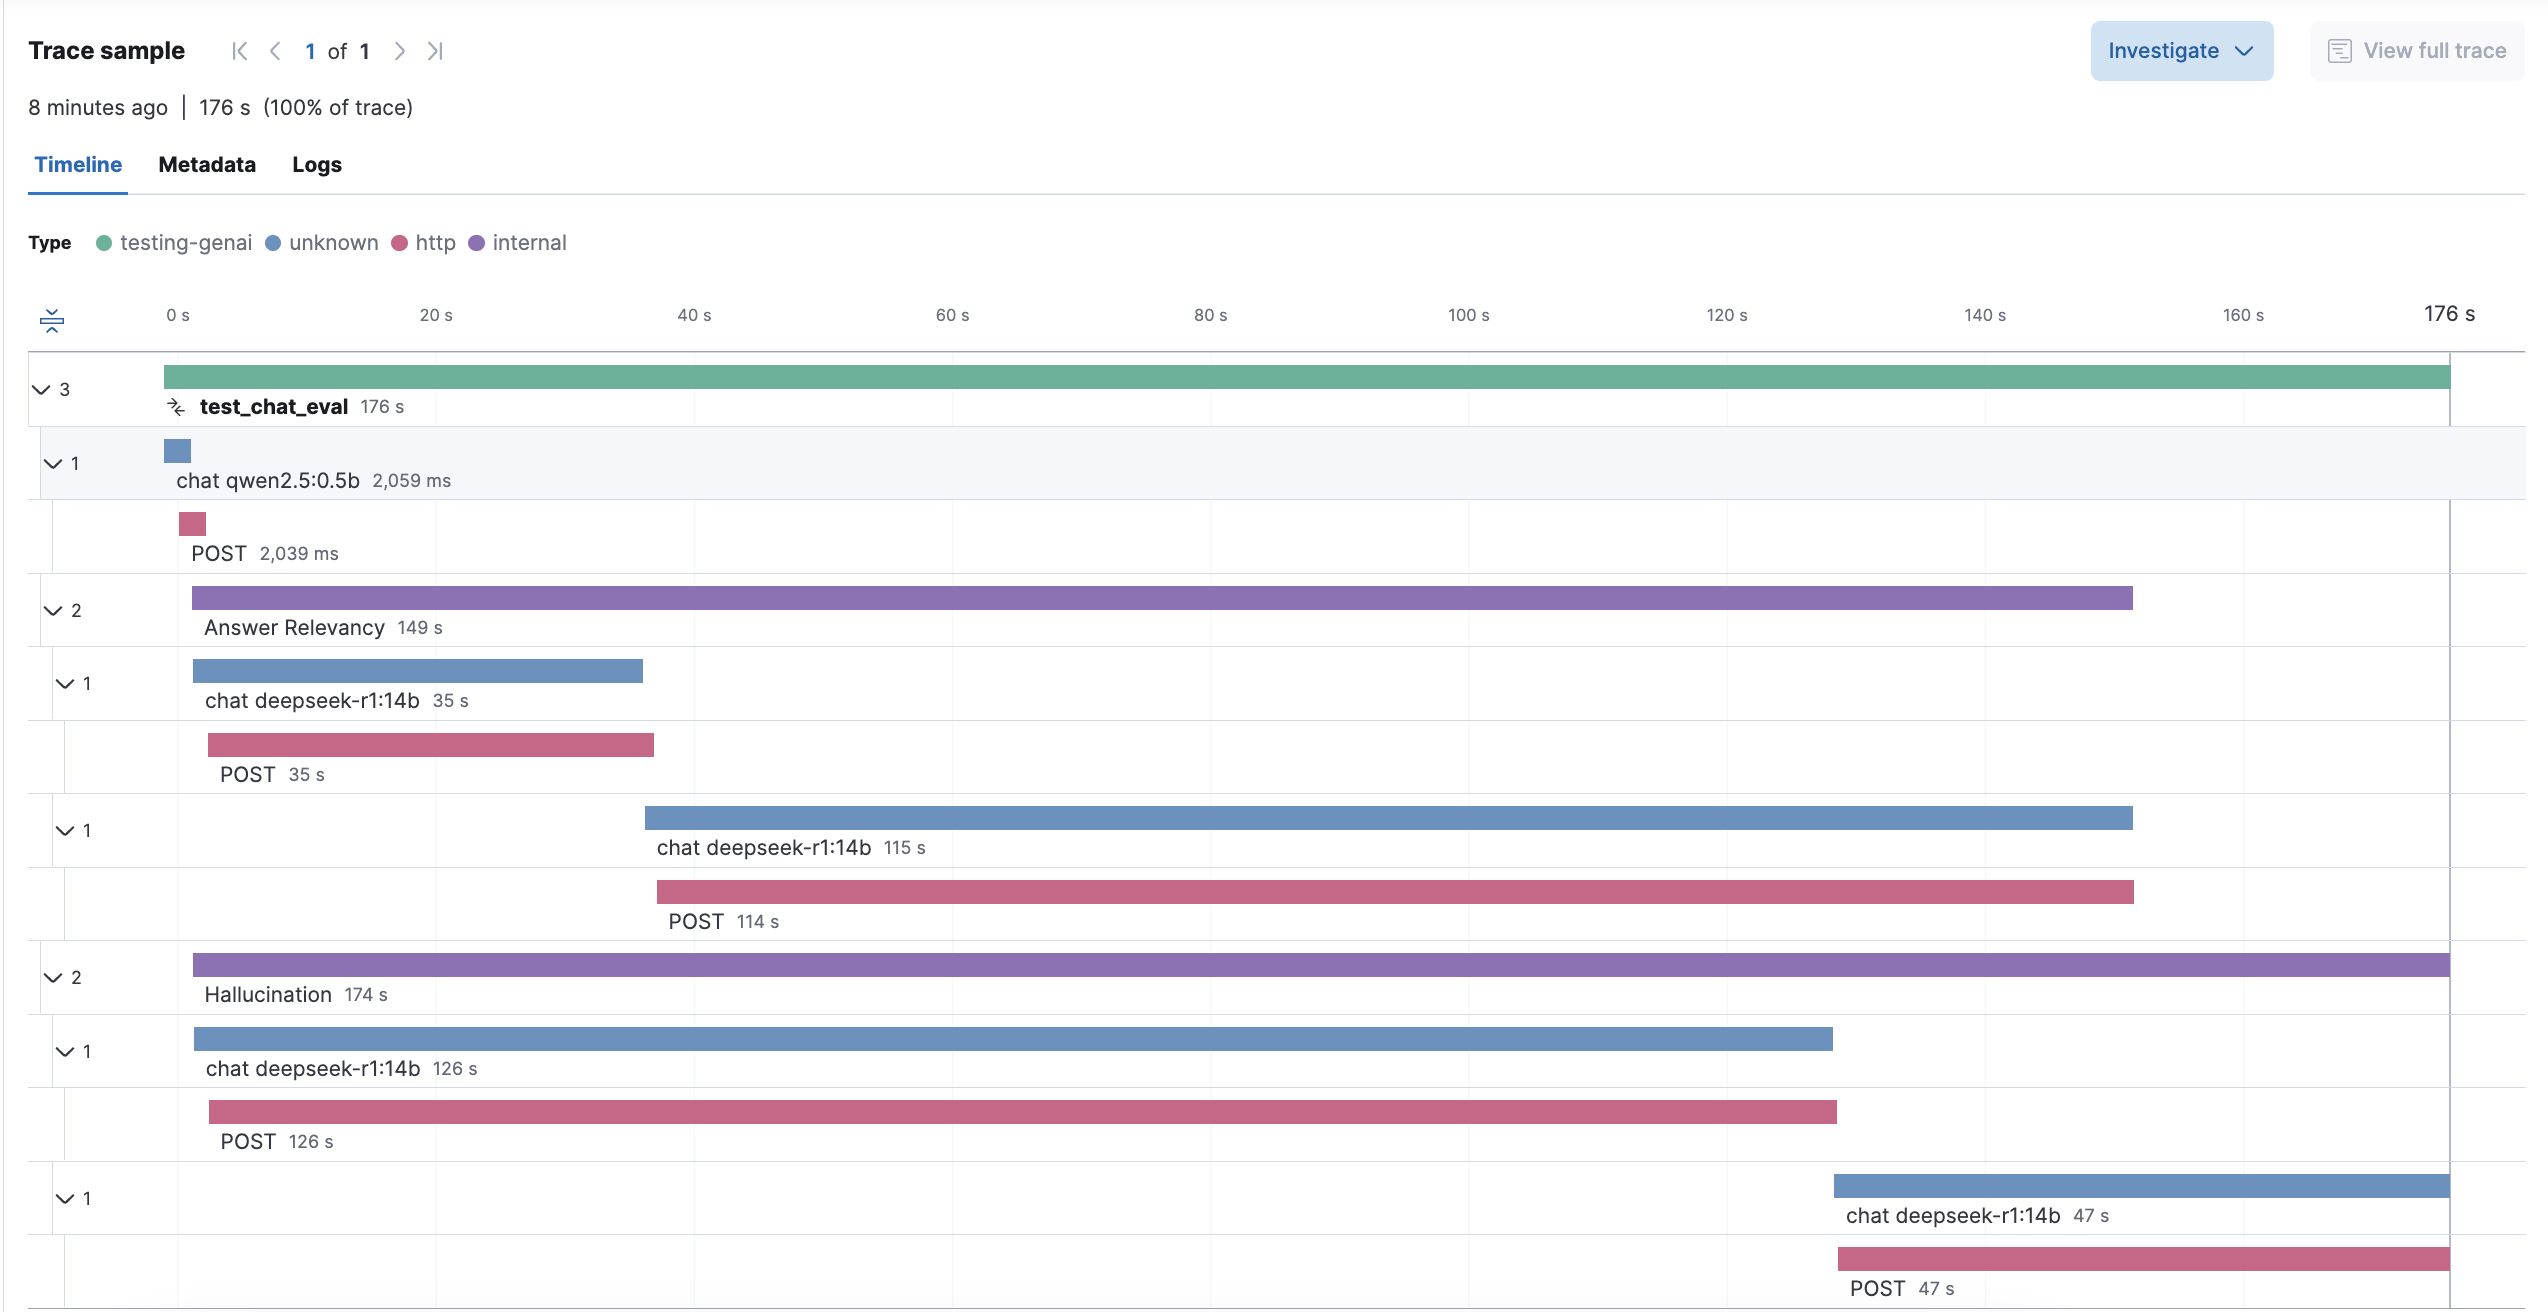 Trace sample 1 of 1 Investigate View full trace
8 minutes ago | 176 s (100% of trace)
Timeline Metadata Logs
Type testing-genai unknown http internal
0 s 20 s 40 s 60 s 80 s 100 s 120 s 140 s 160 s 176 s
3
test_chat_eval 176 s
1
chat qwen2.5:0.5b 2,059 ms
POST 2,039 ms
2
Answer Relevancy 149 s
1
chat deepseek-r1:14b 35 s
POST 35 s
1
chat deepseek-r1:14b 115 s
POST 114 s
2
Hallucination 174 s
1
chat deepseek-r1:14b 126 s
POST 126 s
1
chat deepseek-r1:14b 47 s
POST 47 s